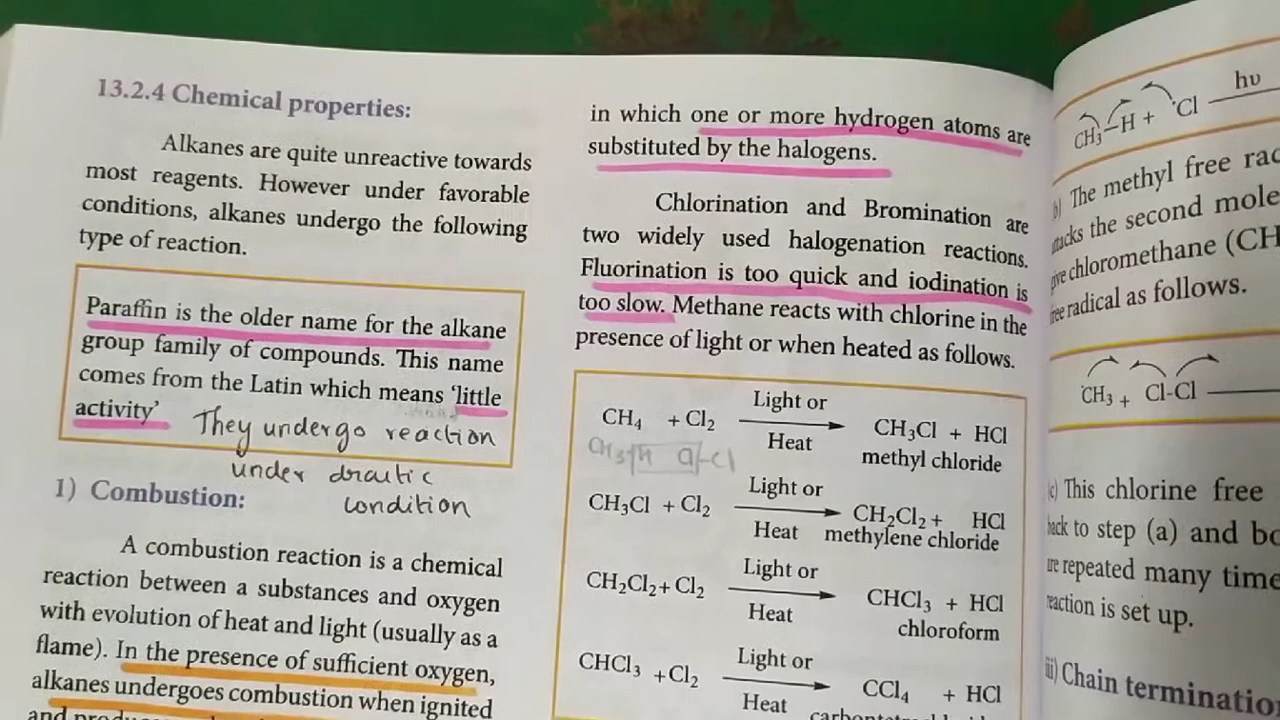 13.2.4 Chemical properties:
Alkanes are quite unreactive towards
most reagents. However under favorable
conditions, alkanes undergo the following
type of reaction.
Paraffin is the older name for the alkane
group family of compounds. This name
comes from the Latin which means 'little
activity' They undergo reaction
under drautic
condition
1) Combustion:
A combustion reaction is a chemical
reaction between a substances and oxygen
with evolution of heat and light (usually as a
flame). In the presence of sufficient oxygen,
alkanes undergoes combustion when ignited
and
in which one or more hydrogen atoms are
substituted by the halogens.
Chlorination and Bromination are
two widely used halogenation reactions.
Fluorination is too quick and iodination is
too slow. Methane reacts with chlorine in the
presence of light or when heated as follows.
Light or
CH₄ + Cl₂ CH₃Cl + HCl
Heat methyl chloride
Light or
CH₃Cl + Cl₂ CH₂Cl₂ + HCl
Heat methylene chloride
Light or
CH₂Cl₂ + Cl₂ CHCl₃ + HCl
Heat chloroform
Light or
CHCl₃ + Cl₂ CCl₄ + HCl
Heat
hυ
CH₃–H + ·Cl
b) The methyl free
the second
chloromethane
radical as follows.
·CH₃ + Cl-Cl
(c) This chlorine free
back to step (a) and
are repeated many
reaction is set up.
iii) Chain